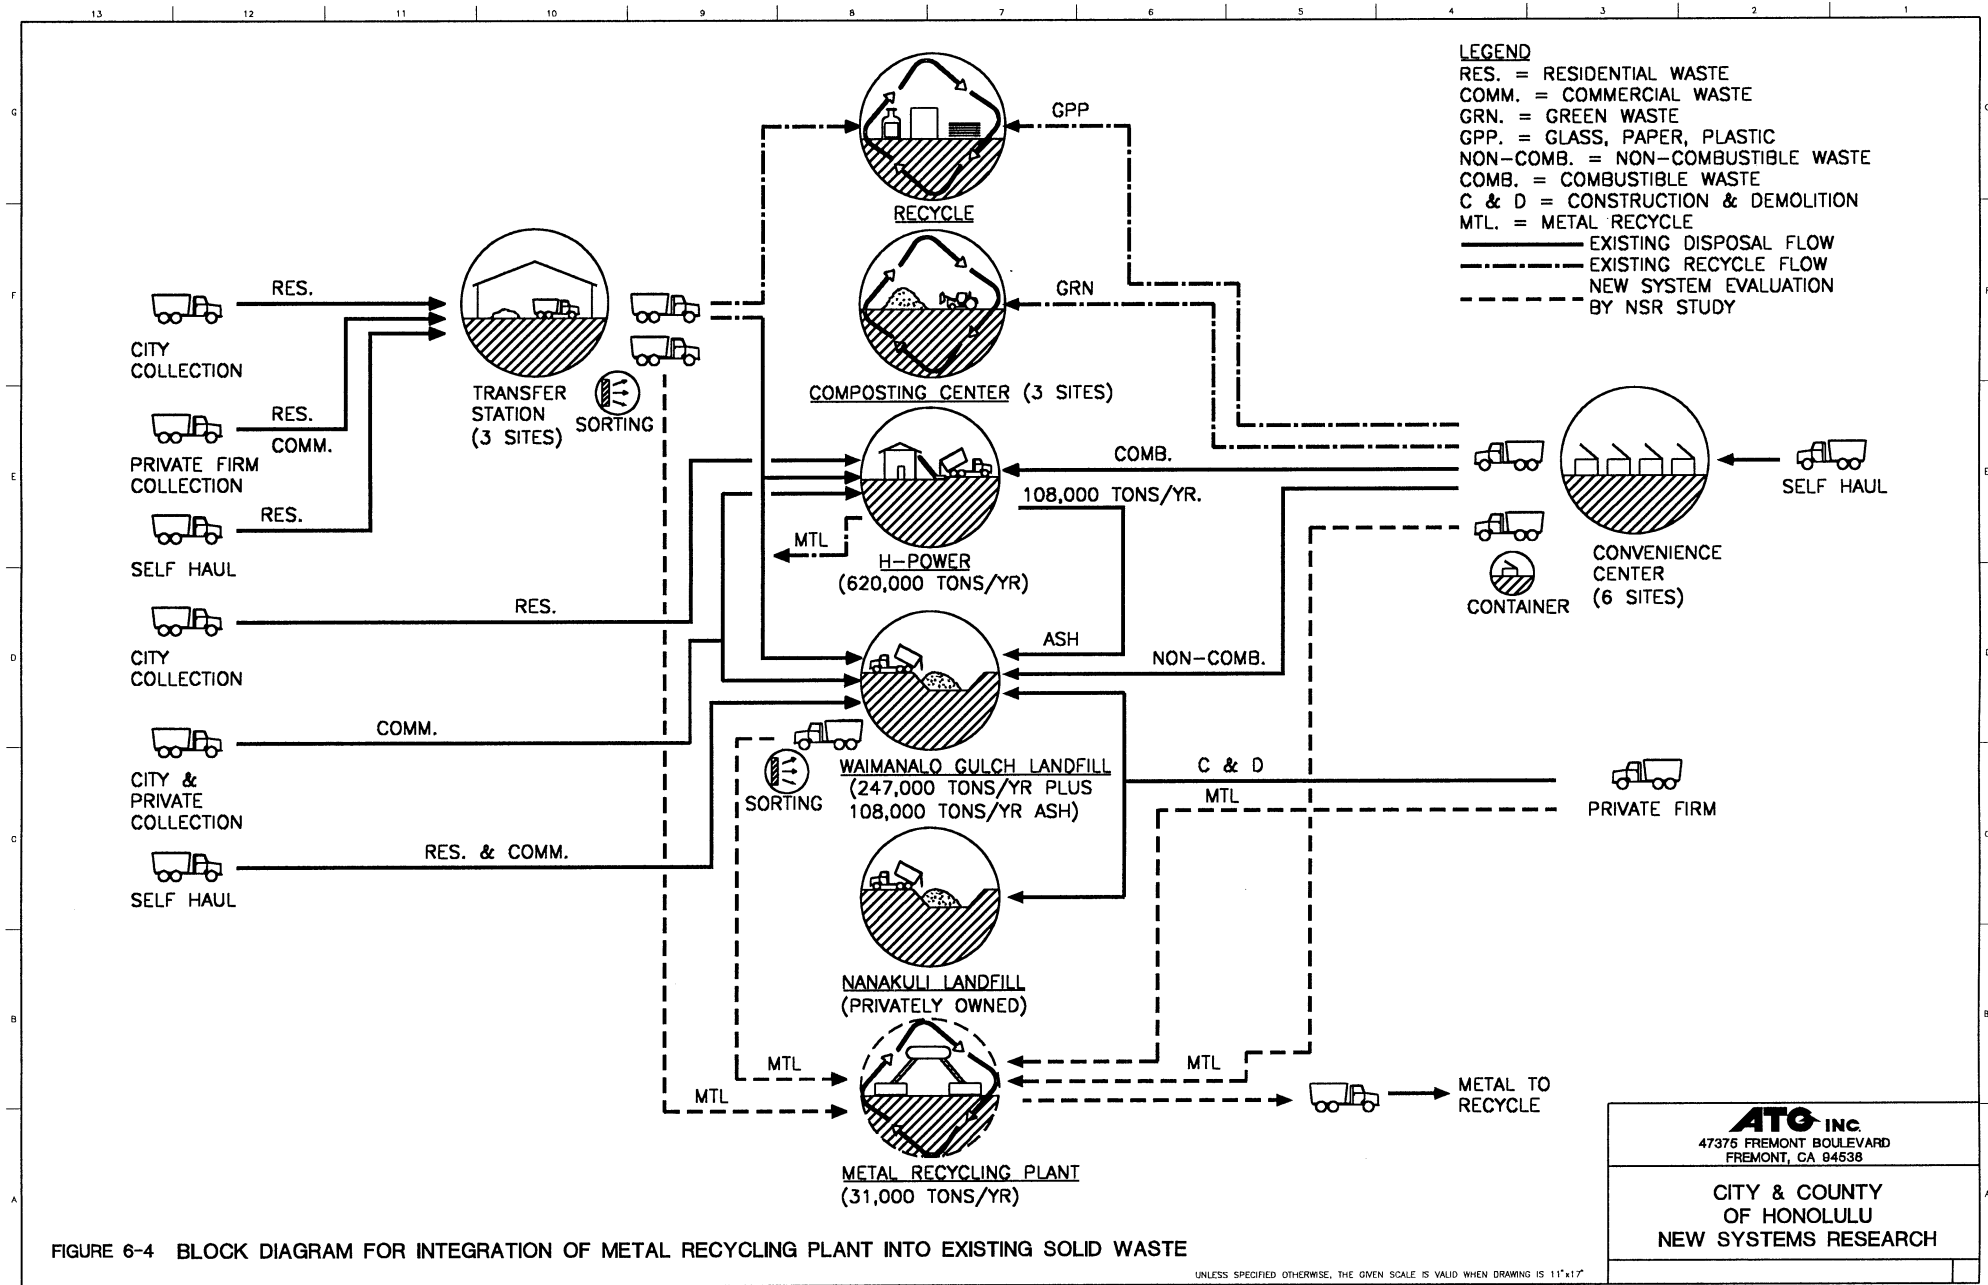 13 12 11 10 9 8 7 6 5 4 3 2 1
G
F
E
D
C
B
A
LEGEND
RES. = RESIDENTIAL WASTE
COMM. = COMMERCIAL WASTE
GRN. = GREEN WASTE
GPP. = GLASS, PAPER, PLASTIC
NON-COMB. = NON-COMBUSTIBLE WASTE
COMB. = COMBUSTIBLE WASTE
C & D = CONSTRUCTION & DEMOLITION
MTL. = METAL RECYCLE
EXISTING DISPOSAL FLOW
EXISTING RECYCLE FLOW
NEW SYSTEM EVALUATION
BY NSR STUDY
RES.
CITY
COLLECTION
RES.
COMM.
PRIVATE FIRM
COLLECTION
RES.
SELF HAUL
RES.
CITY
COLLECTION
COMM.
CITY &
PRIVATE
COLLECTION
RES. & COMM.
SELF HAUL
TRANSFER
STATION
(3 SITES)
SORTING
GPP
RECYCLE
GRN
COMPOSTING CENTER (3 SITES)
COMB.
108,000 TONS/YR.
MTL
H-POWER
(620,000 TONS/YR)
ASH
NON-COMB.
SORTING
WAIMANALO GULCH LANDFILL
(247,000 TONS/YR PLUS
108,000 TONS/YR ASH)
C & D
MTL
PRIVATE FIRM
NANAKULI LANDFILL
(PRIVATELY OWNED)
MTL
MTL
MTL
METAL RECYCLING PLANT
(31,000 TONS/YR)
METAL TO
RECYCLE
SELF HAUL
CONVENIENCE
CENTER
(6 SITES)
CONTAINER
ATG INC.
47375 FREMONT BOULEVARD
FREMONT, CA 94538
CITY & COUNTY
OF HONOLULU
NEW SYSTEMS RESEARCH
FIGURE 6-4 BLOCK DIAGRAM FOR INTEGRATION OF METAL RECYCLING PLANT INTO EXISTING SOLID WASTE
UNLESS SPECIFIED OTHERWISE, THE GIVEN SCALE IS VALID WHEN DRAWING IS 11"x17"